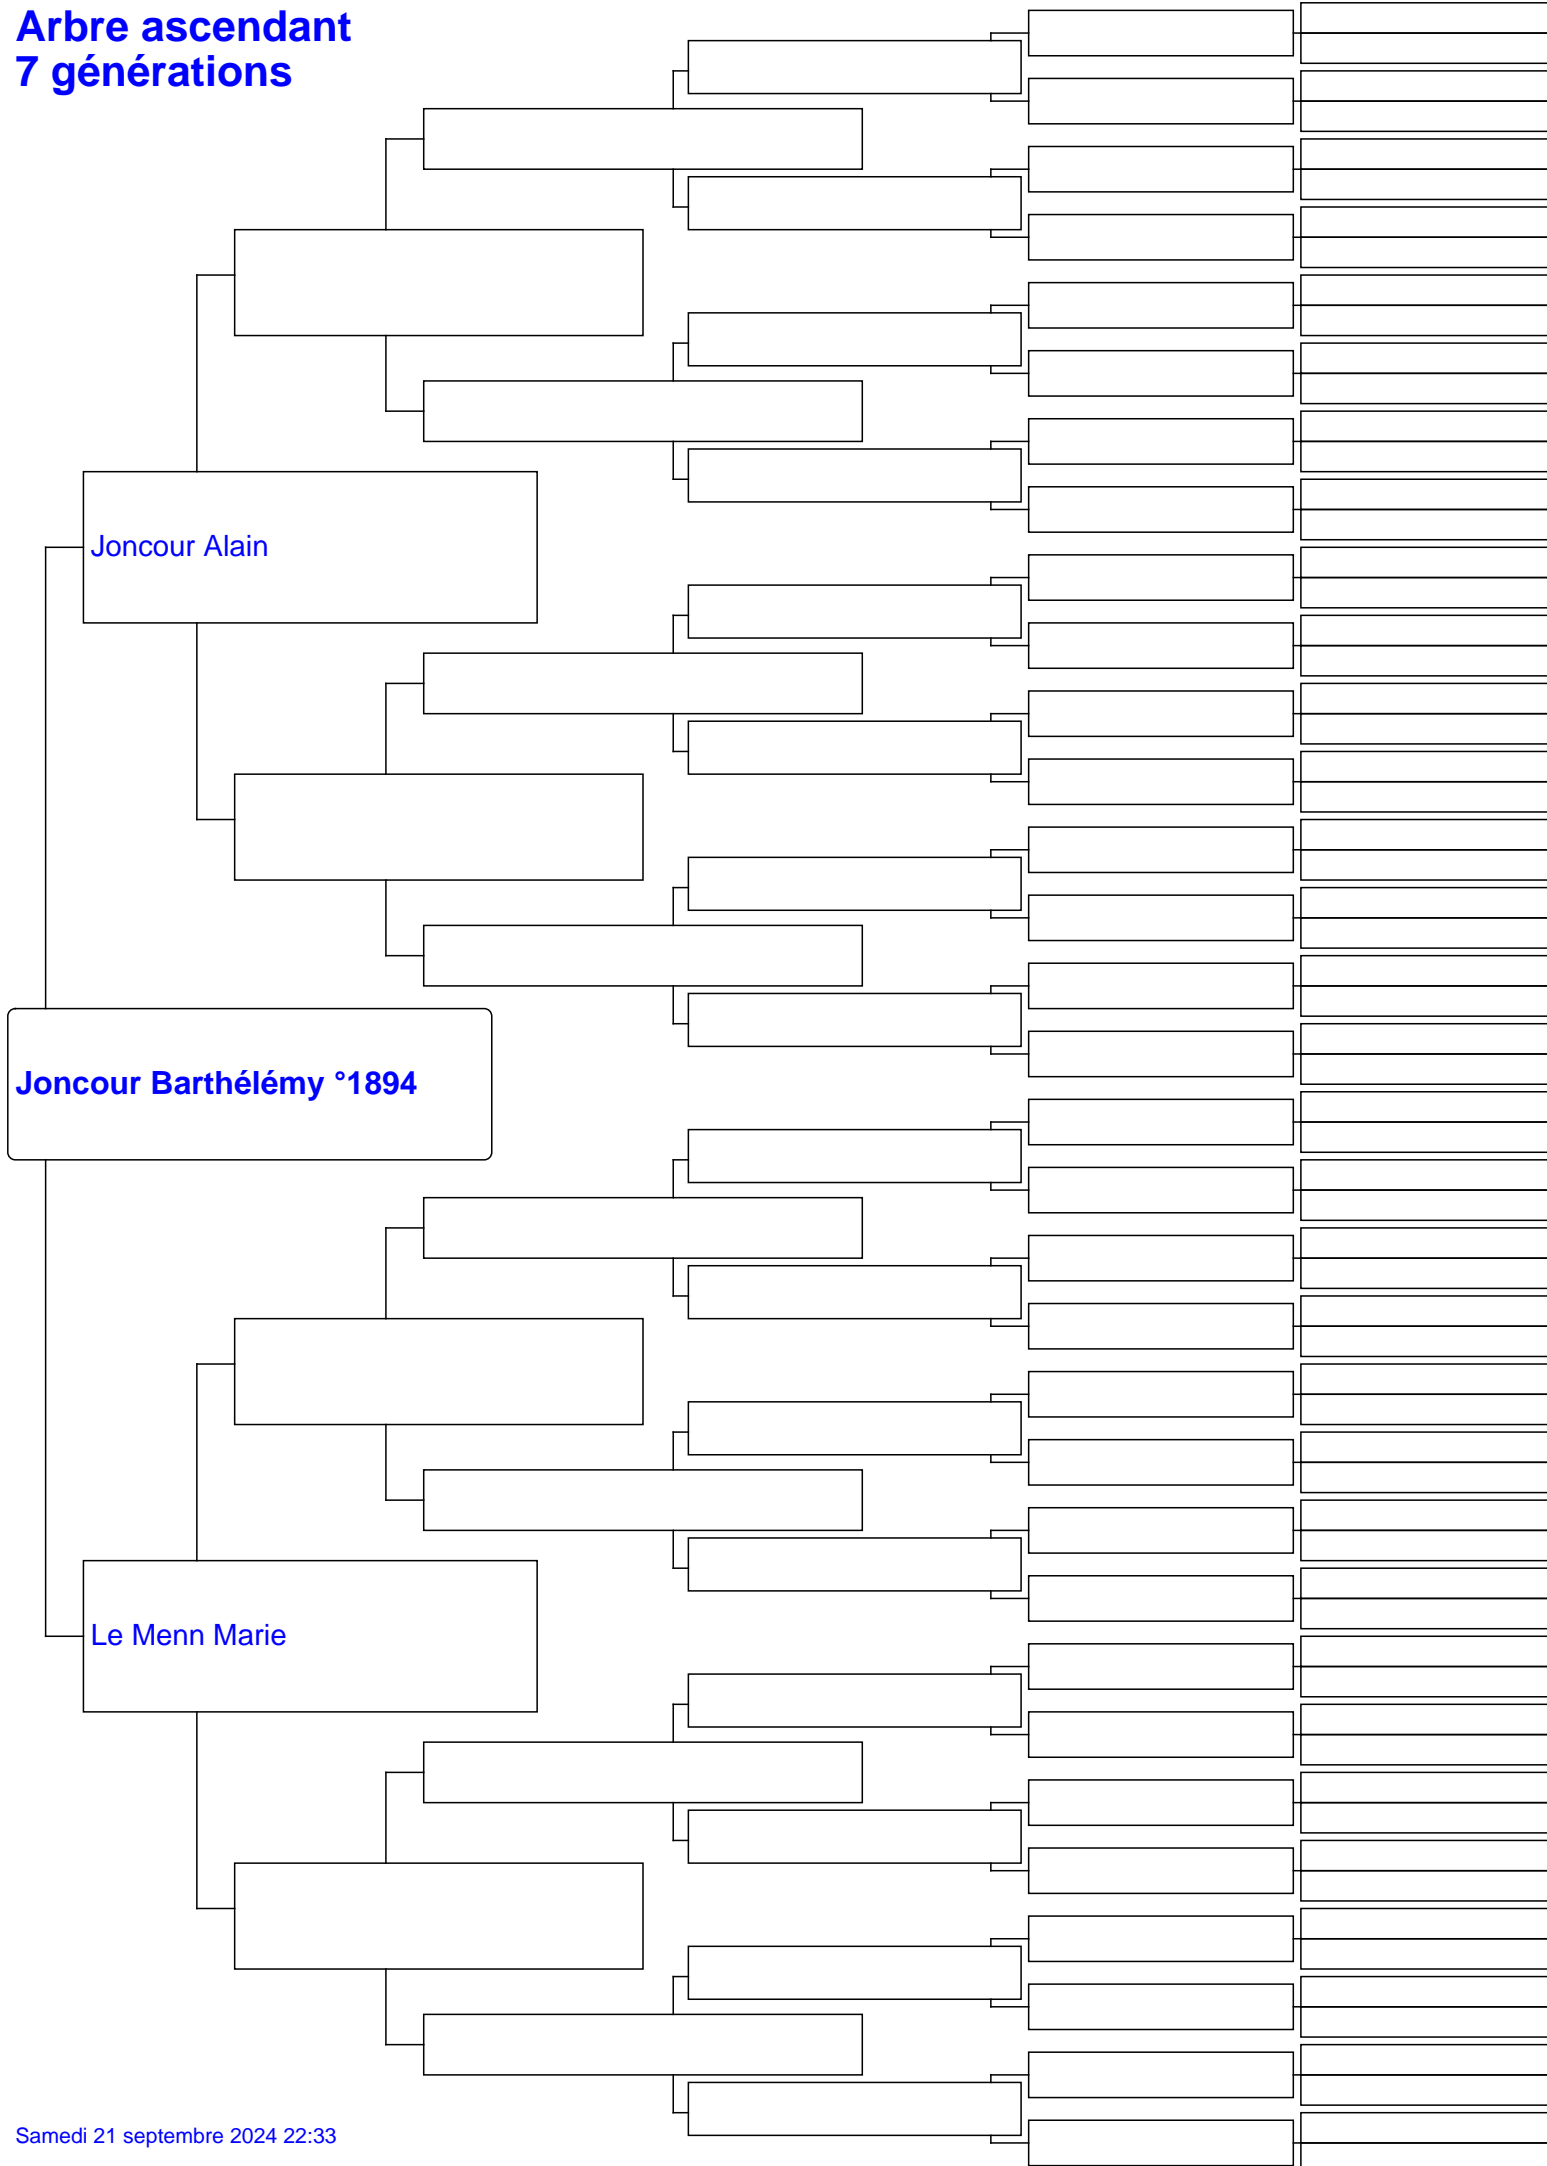 Arbre ascendant
7 générations
Joncour Alain
Joncour Barthélémy °1894
Le Menn Marie
Samedi 21 septembre 2024 22:33